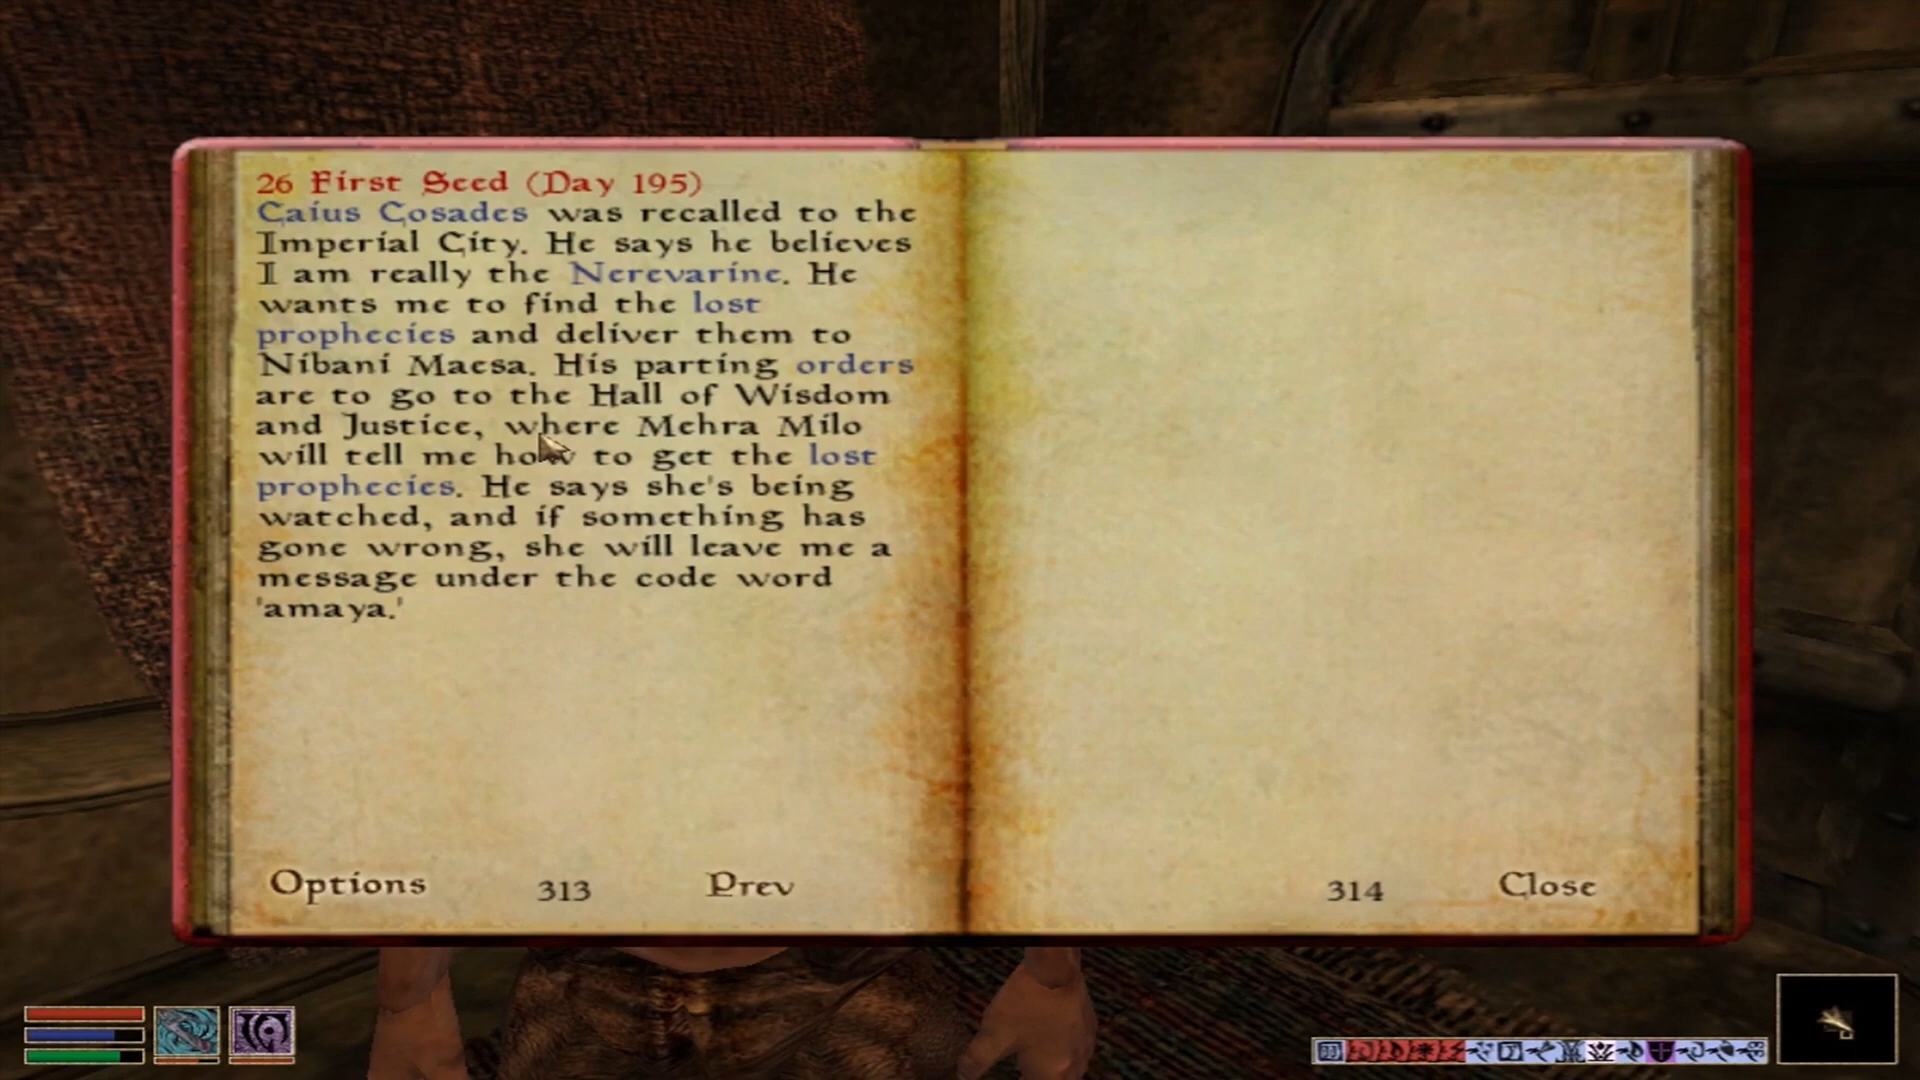 26 First Seed (Day 195)
Caius Cosades was recalled to the
Imperial City. He says he believes
I am really the Nerevarine. He
wants me to find the lost
prophecies and deliver them to
Nibani Maesa. His parting orders
are to go to the Hall of Wisdom
and Justice, where Mehra Milo
will tell me how to get the lost
prophecies. He says she's being
watched, and if something has
gone wrong, she will leave me a
message under the code word
'amaya.'
Options 313 Prev 314 Close